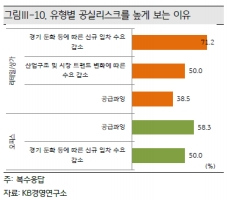 그림Ⅲ-10. 유형별 공실리스크를 높게 보는 이유
리테일/상가
경기 둔화 등에 따른 신규 임차 수요
감소
71.2
산업구조 및 시장 트렌드 변화에 따른
수요 감소
50.0
공급과잉
38.5
오피스
공급과잉
58.3
경기 둔화 등에 따른 신규 임차 수요
감소
50.0
(%)
주: 복수응답
자료: KB경영연구소